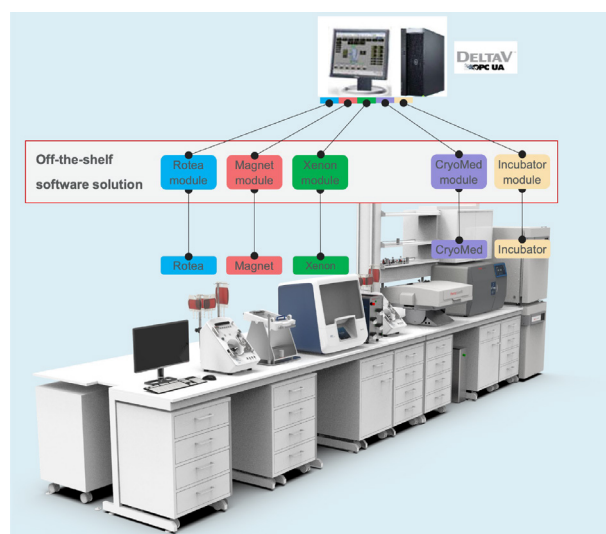 DELTAV
OPC UA
Off-the-shelf
software solution
Rotea
module
Magnet
module
Xenon
module
CryoMed
module
Incubator
module
Rotea
Magnet
Xenon
CryoMed
Incubator